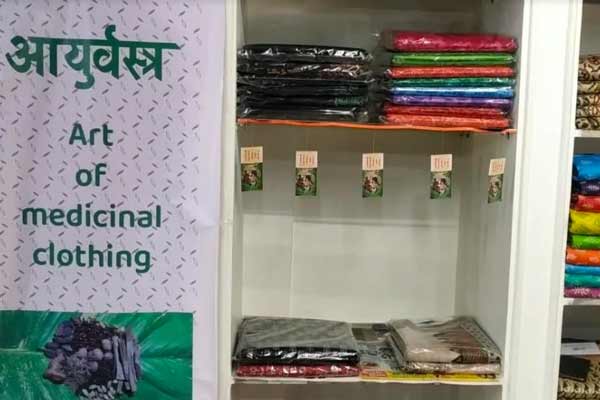 आयुर्वस्त्र
Art
of
medicinal
clothing